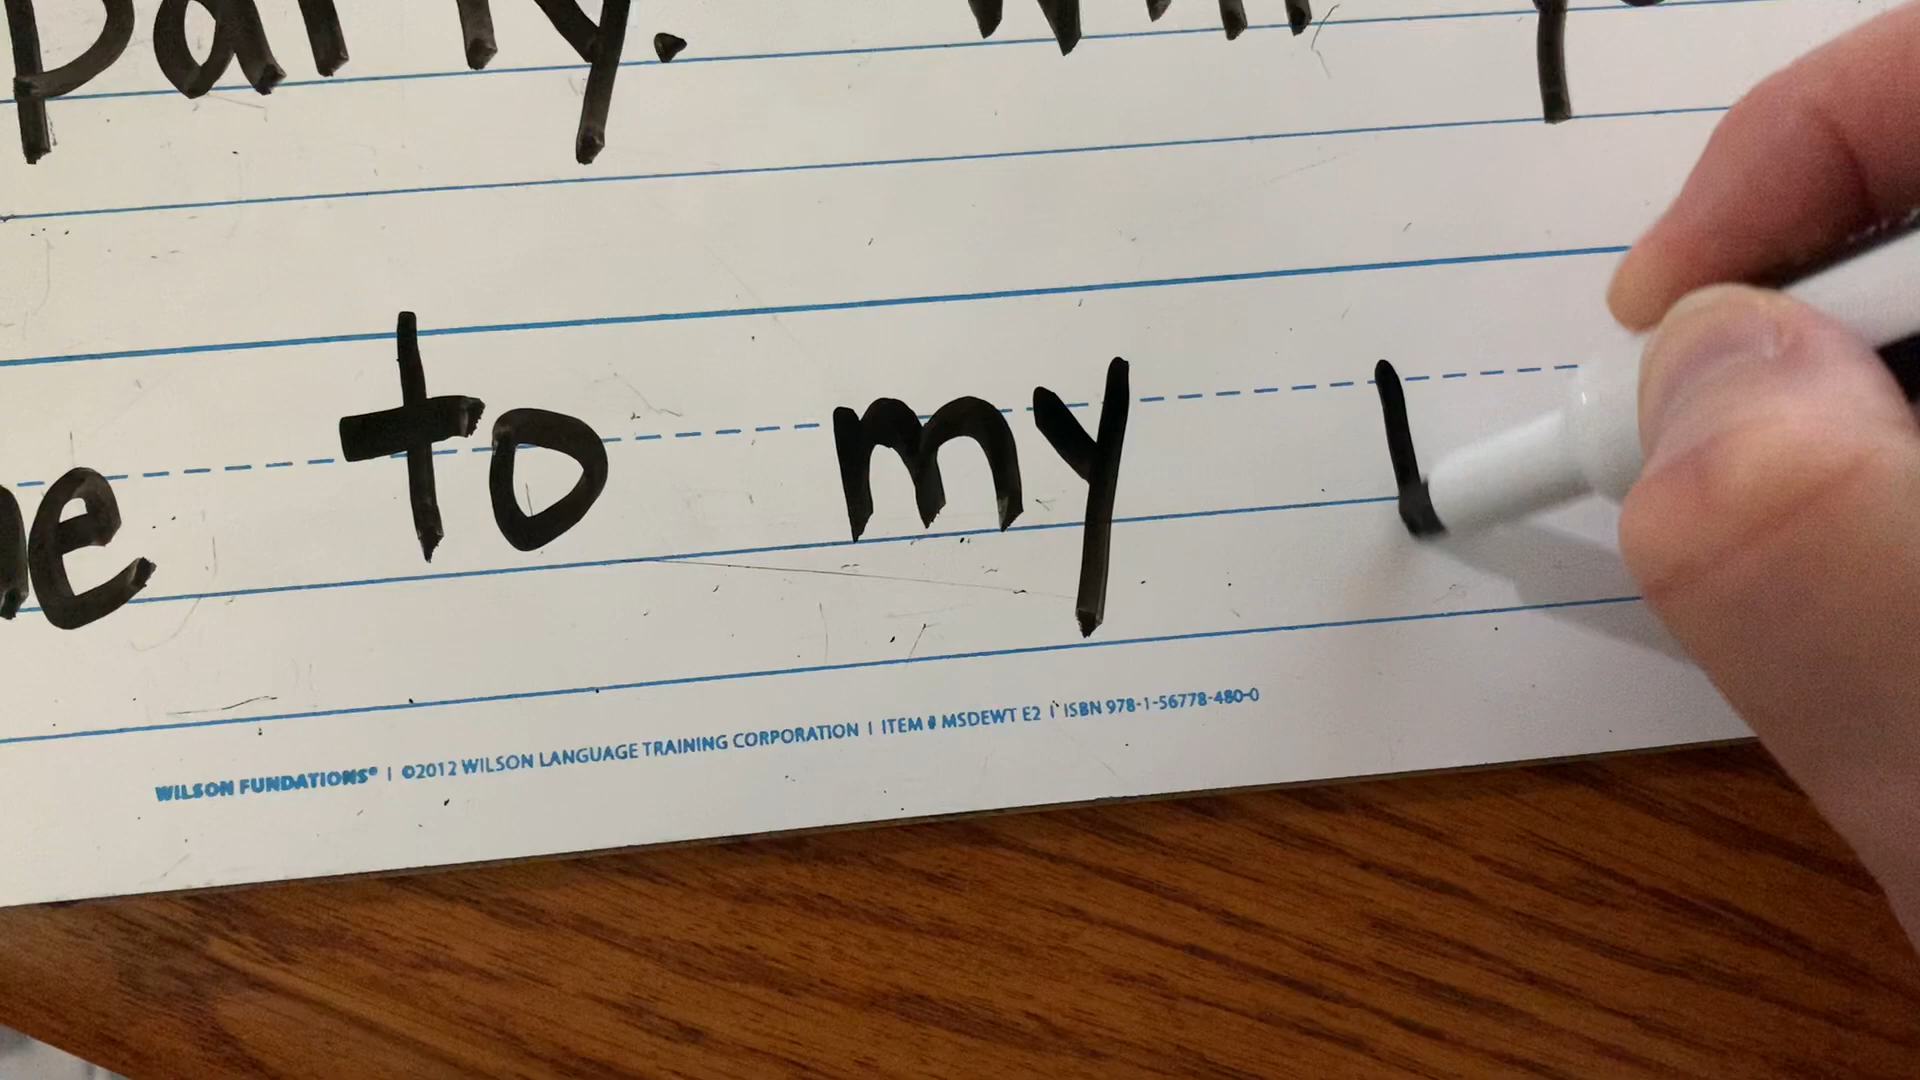 party. Will
e to my
WILSON FUNDATIONS® | ©2012 WILSON LANGUAGE TRAINING CORPORATION | ITEM # MSDEWT E2 | ISBN 978-1-56778-480-0